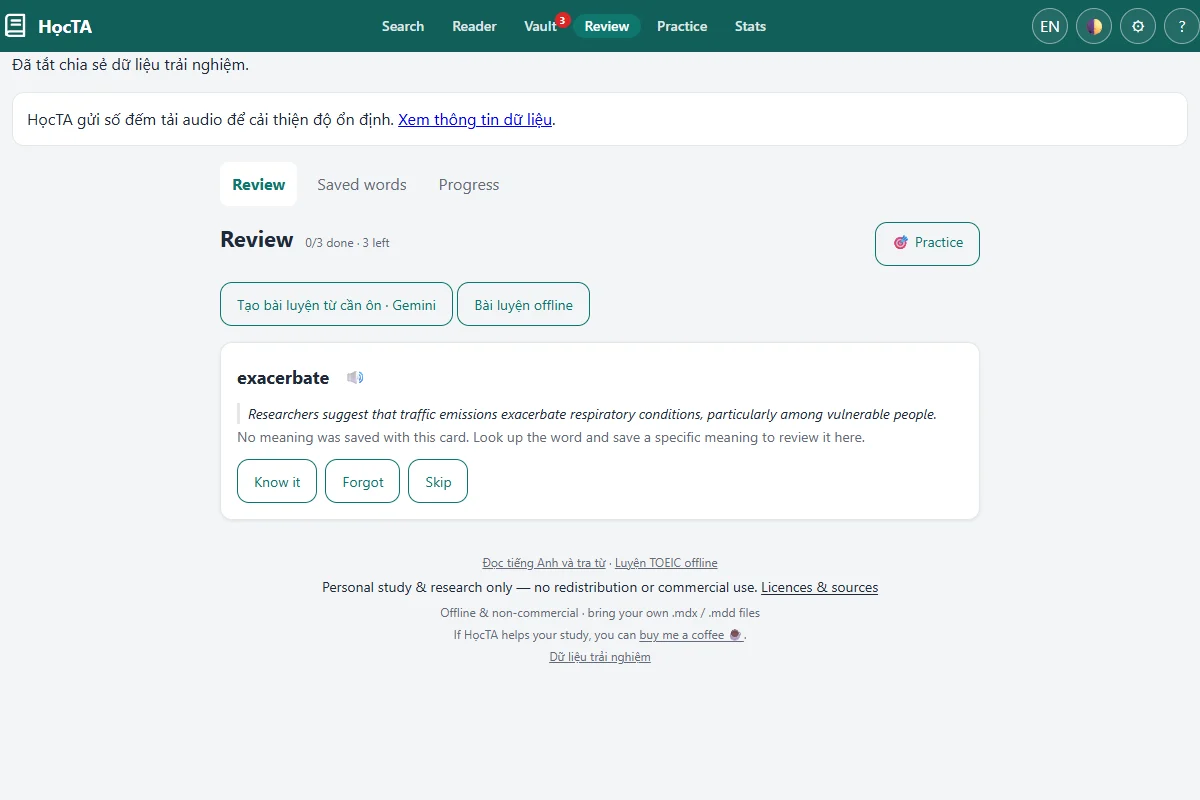 HọcTA
Search Reader Vault 3 Review Practice Stats
EN ?
Đã tắt chia sẻ dữ liệu trải nghiệm.
HọcTA gửi số đếm tải audio để cải thiện độ ổn định. Xem thông tin dữ liệu.
Review Saved words Progress
Review 0/3 done · 3 left
Practice
Tạo bài luyện từ cần ôn · Gemini Bài luyện offline
exacerbate
Researchers suggest that traffic emissions exacerbate respiratory conditions, particularly among vulnerable people.
No meaning was saved with this card. Look up the word and save a specific meaning to review it here.
Know it Forgot Skip
Đọc tiếng Anh và tra từ · Luyện TOEIC offline
Personal study & research only — no redistribution or commercial use. Licences & sources
Offline & non-commercial · bring your own .mdx / .mdd files
If HọcTA helps your study, you can buy me a coffee .
Dữ liệu trải nghiệm